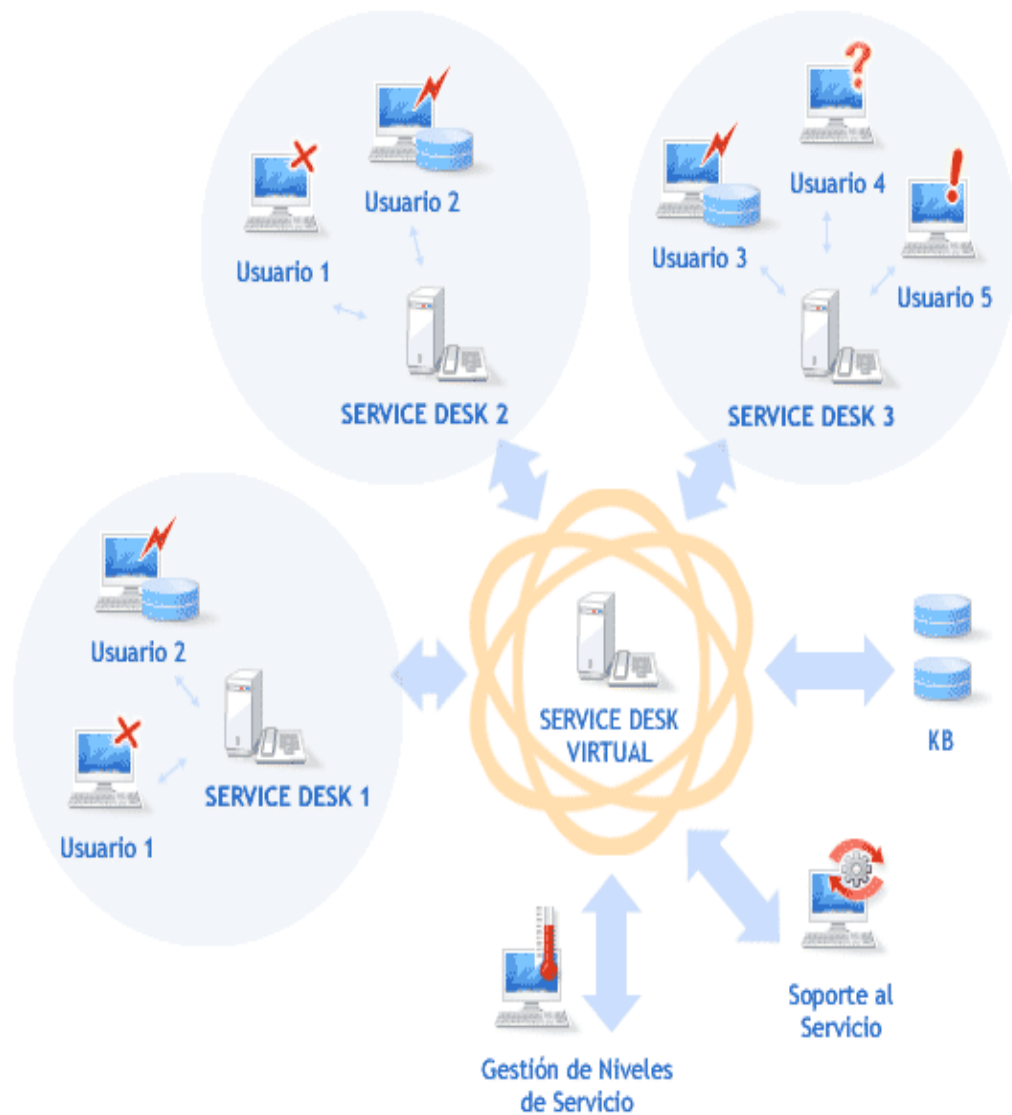 Usuario 2
Usuario 1
SERVICE DESK 2
Usuario 4
Usuario 3
Usuario 5
SERVICE DESK 3
Usuario 2
SERVICE DESK 1
Usuario 1
SERVICE DESK
VIRTUAL
KB
Soporte al
Servicio
Gestión de Niveles
de Servicio